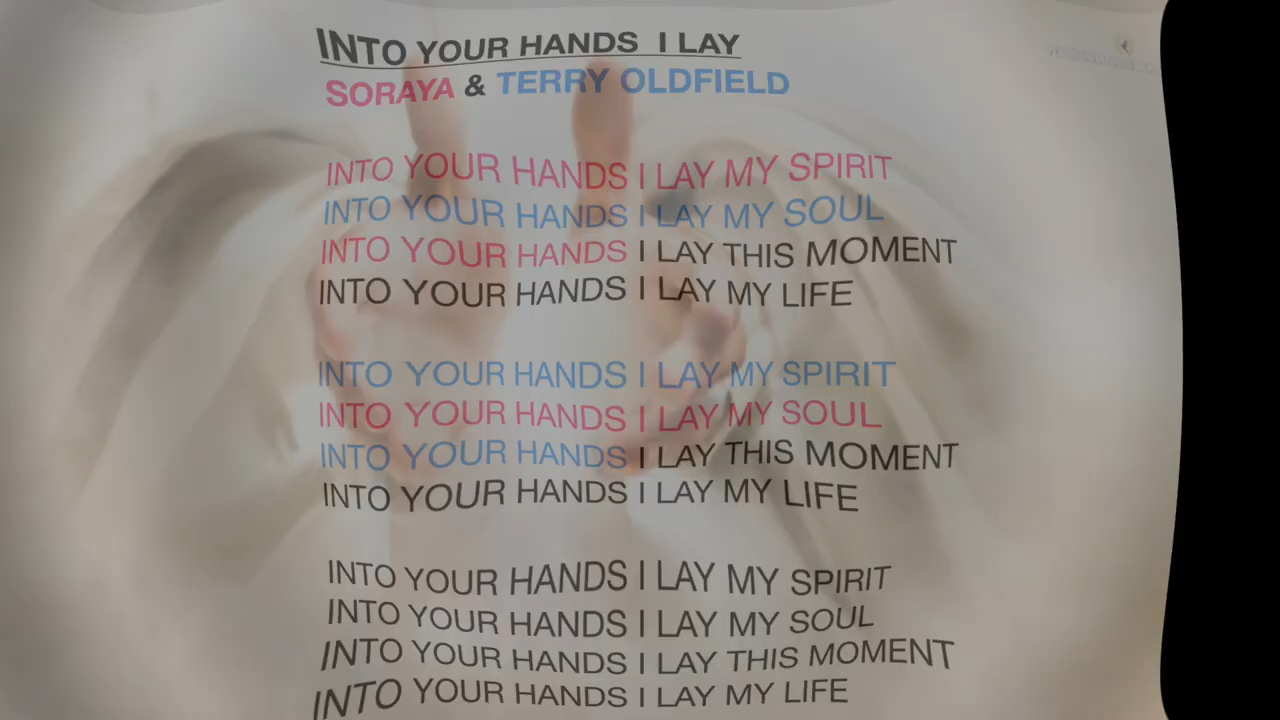 INTO YOUR HANDS I LAY
SORAYA & TERRY OLDFIELD
INTO YOUR HANDS I LAY MY SPIRIT
INTO YOUR HANDS I LAY MY SOUL
INTO YOUR HANDS I LAY THIS MOMENT
INTO YOUR HANDS I LAY MY LIFE
INTO YOUR HANDS I LAY MY SPIRIT
INTO YOUR HANDS I LAY MY SOUL
INTO YOUR HANDS I LAY THIS MOMENT
INTO YOUR HANDS I LAY MY LIFE
INTO YOUR HANDS I LAY MY SPIRIT
INTO YOUR HANDS I LAY MY SOUL
INTO YOUR HANDS I LAY THIS MOMENT
INTO YOUR HANDS I LAY MY LIFE